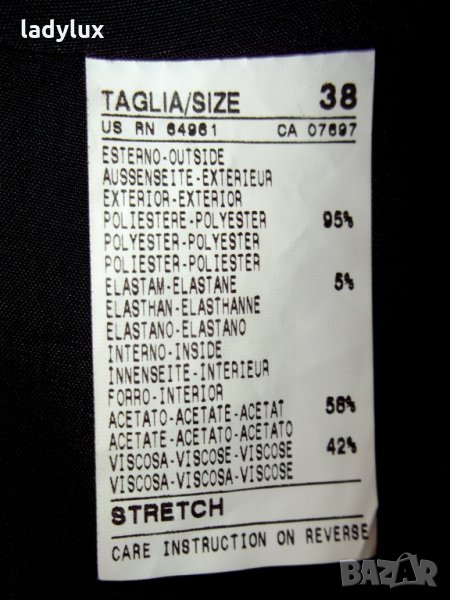 ladylux
TAGLIA/SIZE 38
US RN 64961 CA 07697
ESTERNO-OUTSIDE
AUSSENSEITE-EXTERIEUR
EXTERIOR-EXTERIOR
POLIESTERE-POLYESTER 95%
POLYESTER-POLYESTER
POLIESTER-POLIESTER
ELASTAM-ELASTANE 5%
ELASTHAN-ELASTHANNE
ELASTANO-ELASTANO
INTERNO-INSIDE
INNENSEITE-INTERIEUR
FORRO-INTERIOR
ACETATO-ACETATE-ACETAT 58%
ACETATE-ACETATO-ACETATO
VISCOSA-VISCOSE-VISCOSE 42%
VISCOSA-VISCOSA-VISCOSE
STRETCH
CARE INSTRUCTION ON REVERSE
BAZAR